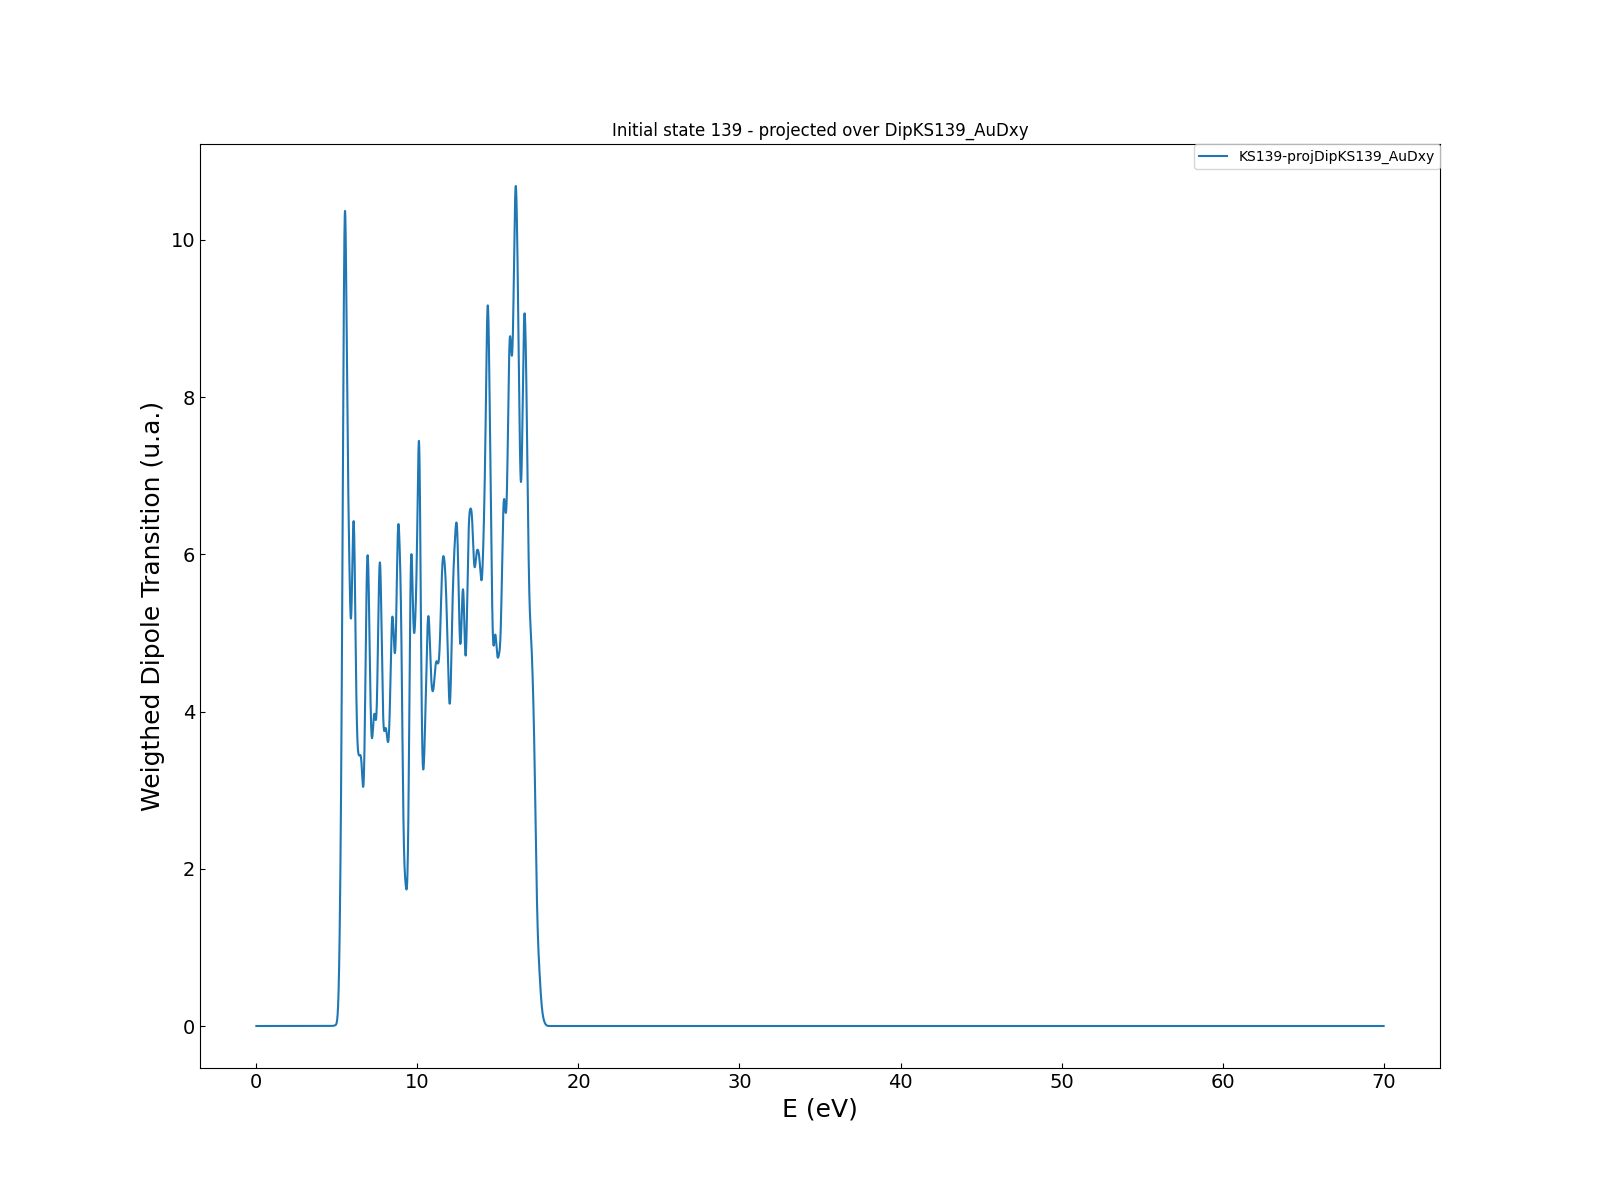 Initial state 139 - projected over DipKS139_AuDxy
KS139-projDipKS139_AuDxy
Weigthed Dipole Transition (u.a.)
10
8
6
4
2
0
0 10 20 30 40 50 60 70
E (eV)